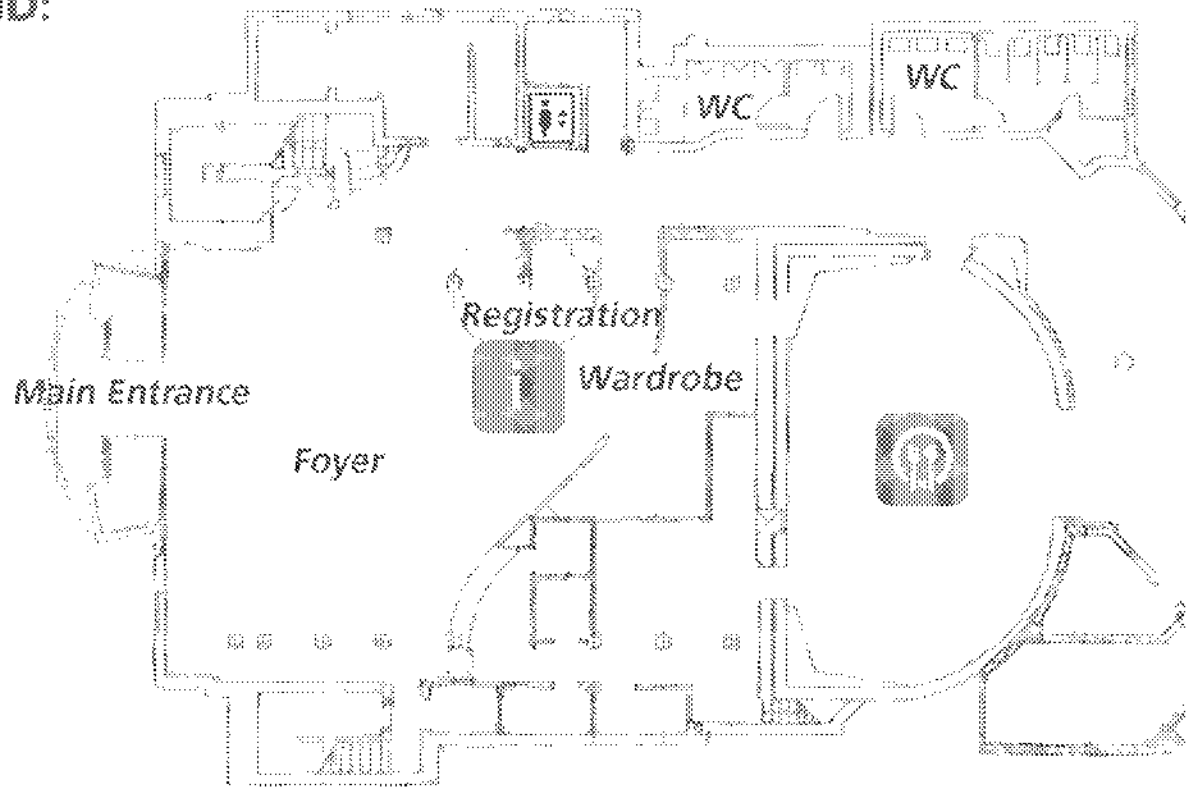 WC
WC
Registration
i
Wardrobe
Main Entrance
Foyer